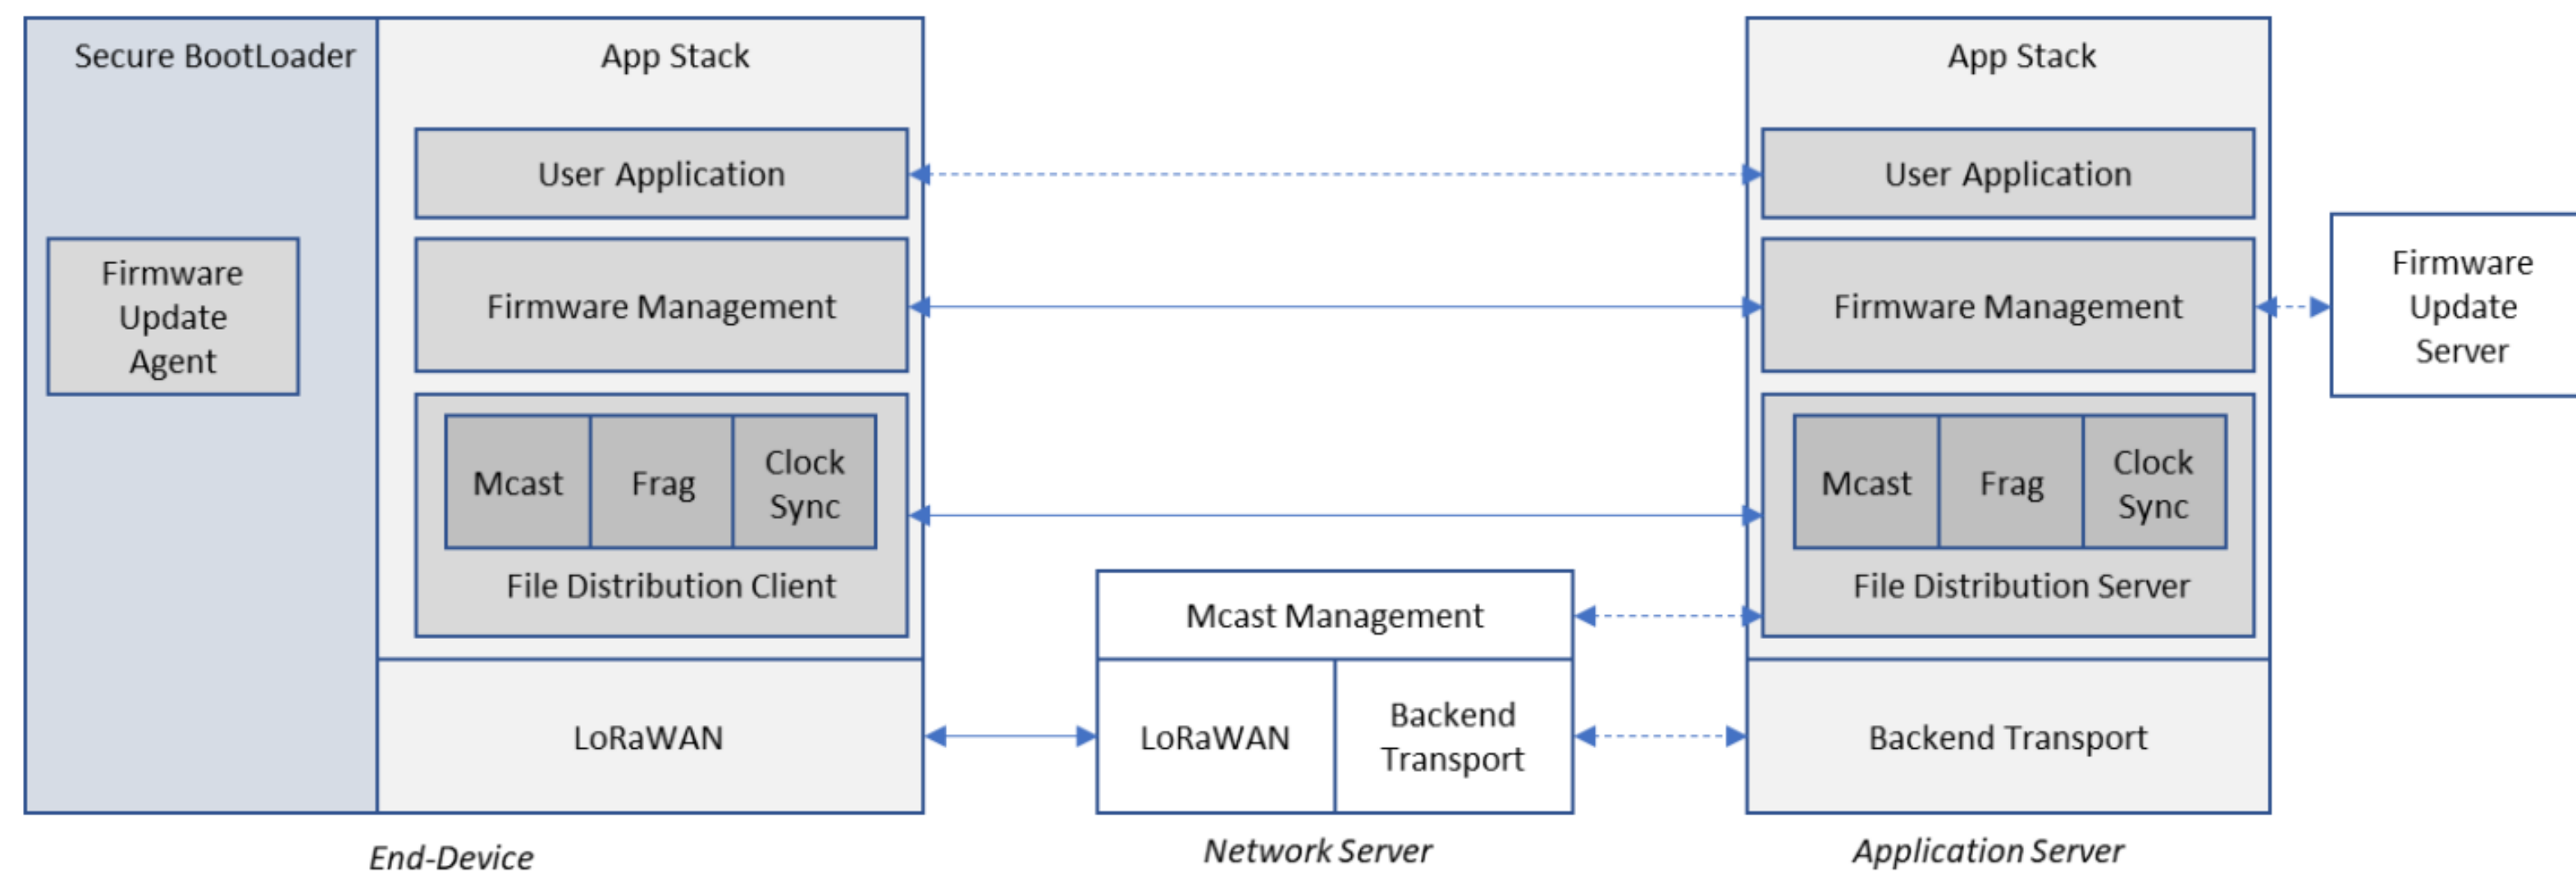 Secure BootLoader
App Stack
User Application
Firmware Management
Firmware
Update
Agent
Mcast
Frag
Clock
Sync
File Distribution Client
LoRaWAN
End-Device
Mcast Management
LoRaWAN
Backend
Transport
Network Server
App Stack
User Application
Firmware Management
Mcast
Frag
Clock
Sync
File Distribution Server
Backend Transport
Application Server
Firmware
Update
Server